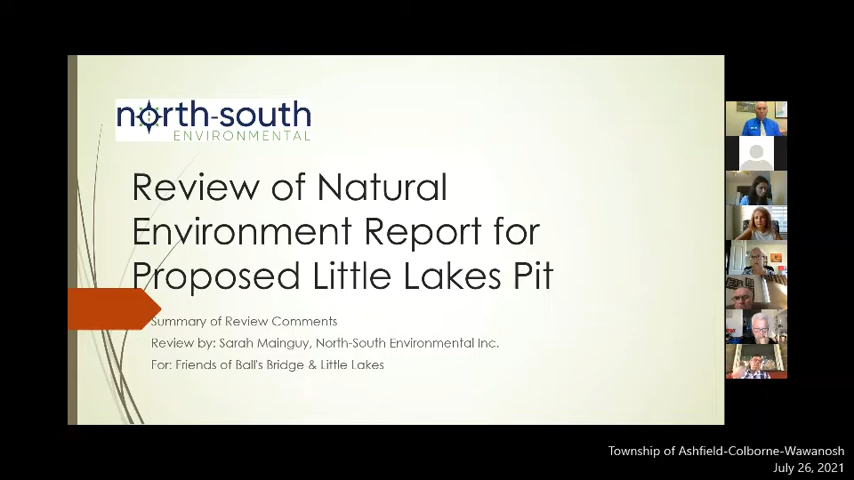 north-south
ENVIRONMENTAL
Review of Natural
Environment Report for
Proposed Little Lakes Pit
Summary of Review Comments
Review by: Sarah Mainguy, North-South Environmental Inc.
For: Friends of Ball's Bridge & Little Lakes
Township of Ashfield-Colborne-Wawanosh
July 26, 2021